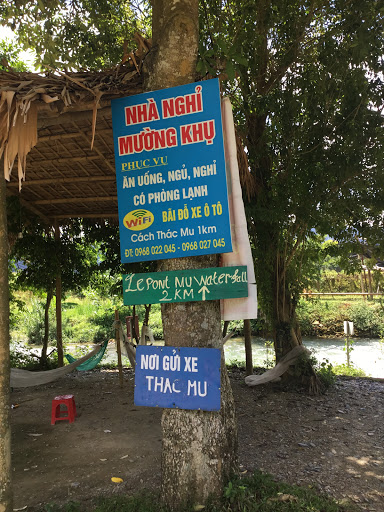 NHÀ NGHỈ
MƯỜNG KHỤ
PHỤC VỤ
ĂN UỐNG, NGỦ, NGHỈ
CÓ PHÒNG LẠNH
WiFi BÃI ĐỖ XE Ô TÔ
Cách Thác Mu 1km
ĐT: 0968 022 045 - 0968 027 045
Le Pont Mu Waterfall
2 KM ↑
NƠI GỬI XE
THÁC MU